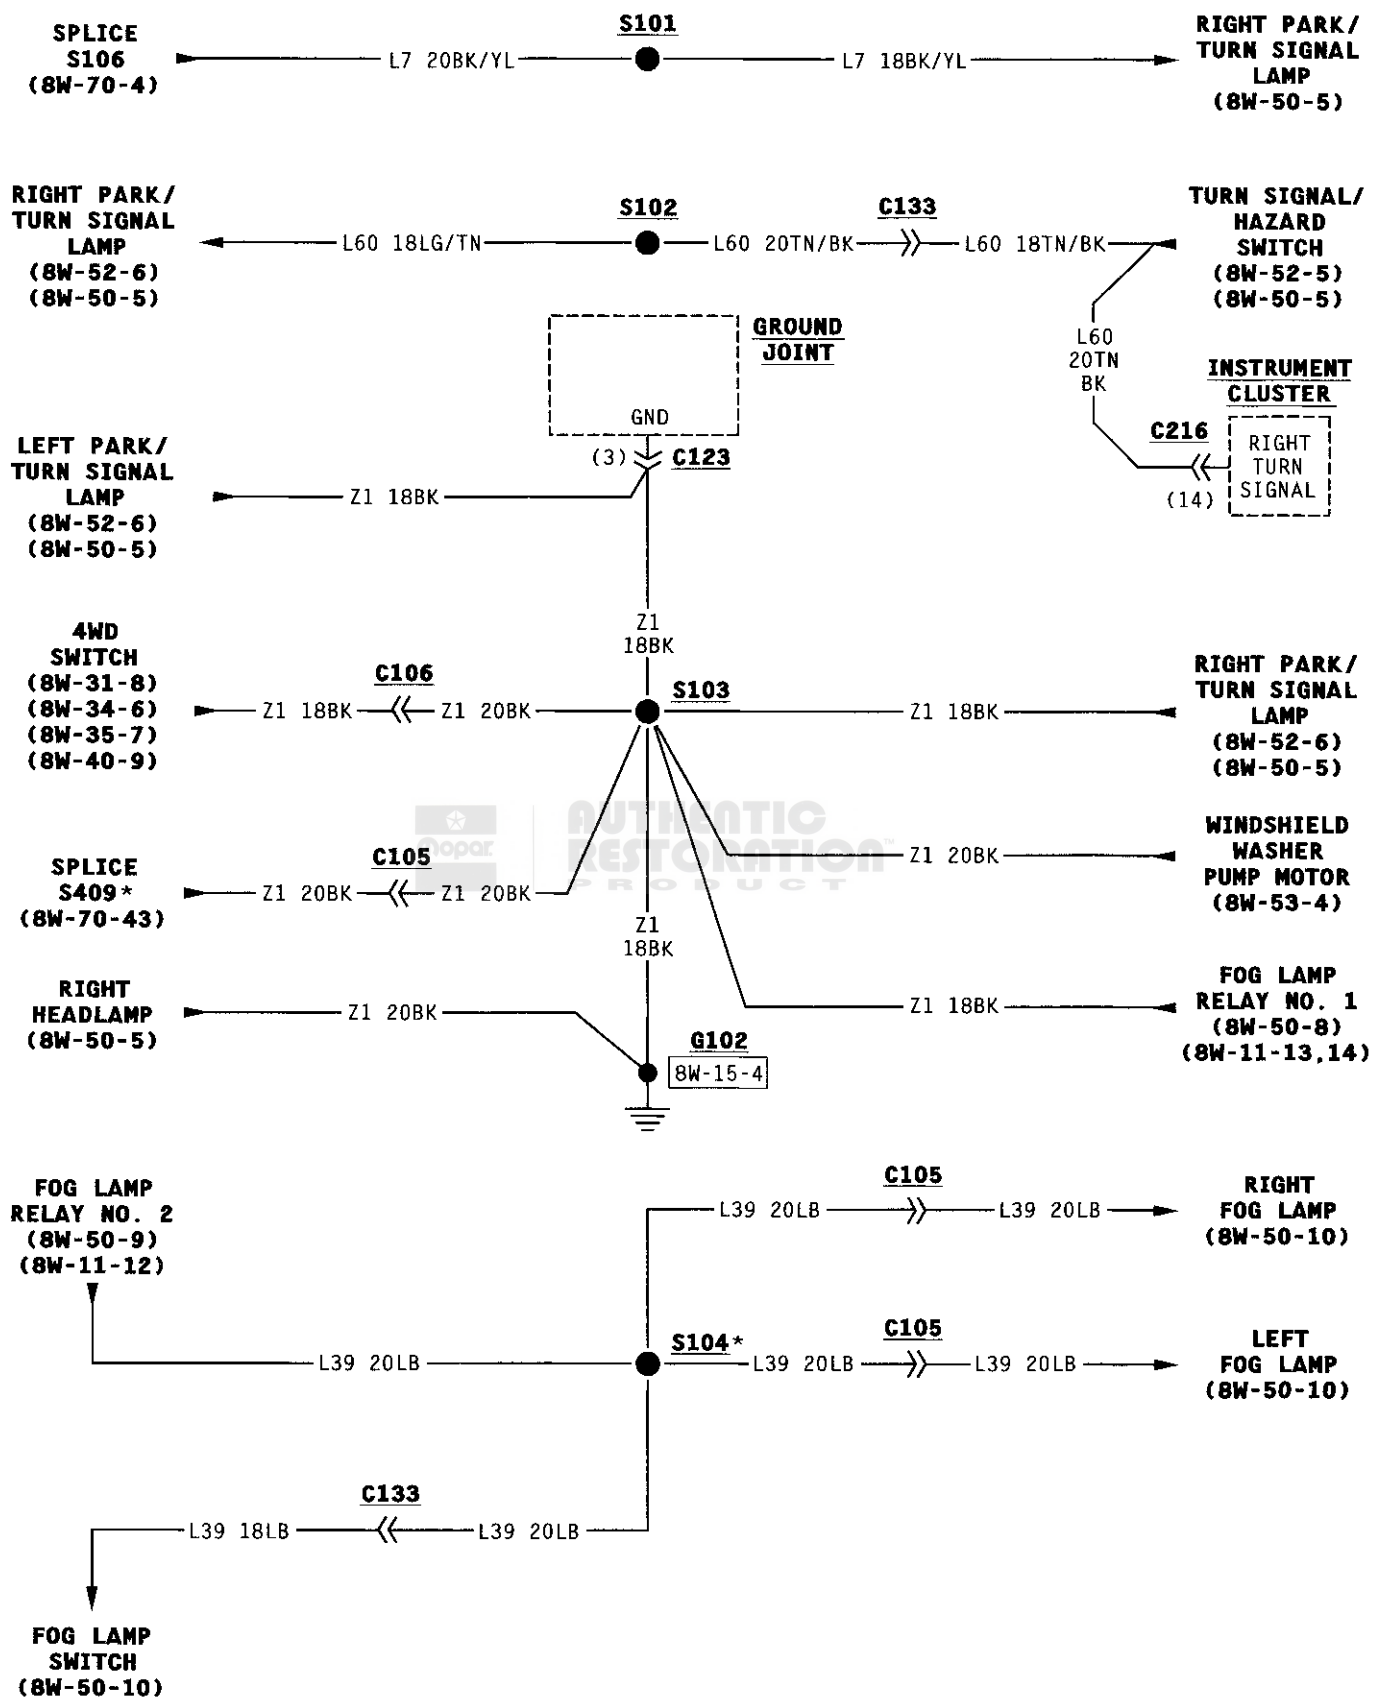 SPLICE
S106
(8W-70-4)
L7 20BK/YL
S101
L7 18BK/YL
RIGHT PARK/
TURN SIGNAL
LAMP
(8W-50-5)
RIGHT PARK/
TURN SIGNAL
LAMP
(8W-52-6)
(8W-50-5)
L60 18LG/TN
S102
L60 20TN/BK
C133
L60 18TN/BK
TURN SIGNAL/
HAZARD
SWITCH
(8W-52-5)
(8W-50-5)
L60
20TN
BK
GROUND
JOINT
GND
(3)
C123
INSTRUMENT
CLUSTER
C216
(14)
RIGHT
TURN
SIGNAL
LEFT PARK/
TURN SIGNAL
LAMP
(8W-52-6)
(8W-50-5)
Z1 18BK
Z1
18BK
4WD
SWITCH
(8W-31-8)
(8W-34-6)
(8W-35-7)
(8W-40-9)
Z1 18BK
C106
Z1 20BK
S103
Z1 18BK
RIGHT PARK/
TURN SIGNAL
LAMP
(8W-52-6)
(8W-50-5)
Mopar
AUTHENTIC
RESTORATION™
PRODUCT
Z1 20BK
WINDSHIELD
WASHER
PUMP MOTOR
(8W-53-4)
SPLICE
S409*
(8W-70-43)
Z1 20BK
C105
Z1 20BK
Z1
18BK
RIGHT
HEADLAMP
(8W-50-5)
Z1 20BK
Z1 18BK
FOG LAMP
RELAY NO. 1
(8W-50-8)
(8W-11-13,14)
G102
8W-15-4
FOG LAMP
RELAY NO. 2
(8W-50-9)
(8W-11-12)
L39 20LB
C105
L39 20LB
RIGHT
FOG LAMP
(8W-50-10)
L39 20LB
S104*
L39 20LB
C105
L39 20LB
LEFT
FOG LAMP
(8W-50-10)
L39 18LB
C133
L39 20LB
FOG LAMP
SWITCH
(8W-50-10)